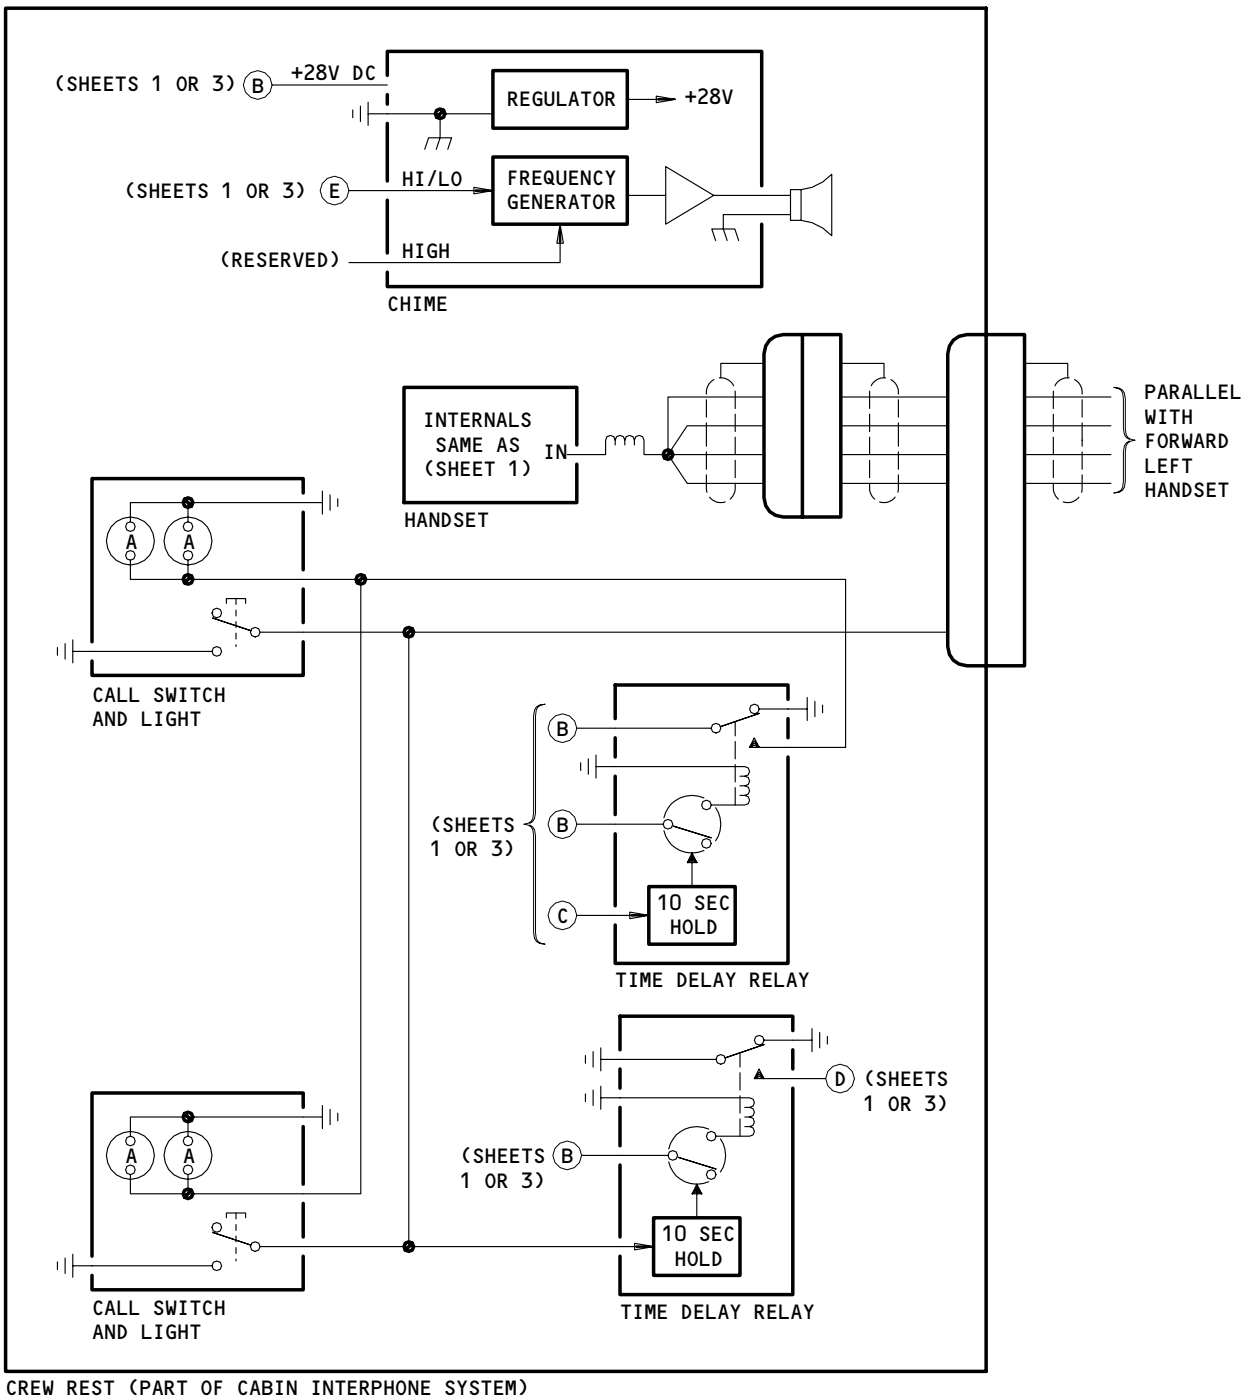 (SHEETS 1 OR 3) B +28V DC
REGULATOR
+28V
(SHEETS 1 OR 3) E HI/LO
FREQUENCY
GENERATOR
(RESERVED) HIGH
CHIME
INTERNALS
SAME AS
(SHEET 1)
IN
HANDSET
PARALLEL
WITH
FORWARD
LEFT
HANDSET
A A
CALL SWITCH
AND LIGHT
B
(SHEETS
1 OR 3)
B
C
10 SEC
HOLD
TIME DELAY RELAY
D (SHEETS
1 OR 3)
(SHEETS B
1 OR 3)
10 SEC
HOLD
TIME DELAY RELAY
A A
CALL SWITCH
AND LIGHT
CREW REST (PART OF CABIN INTERPHONE SYSTEM)